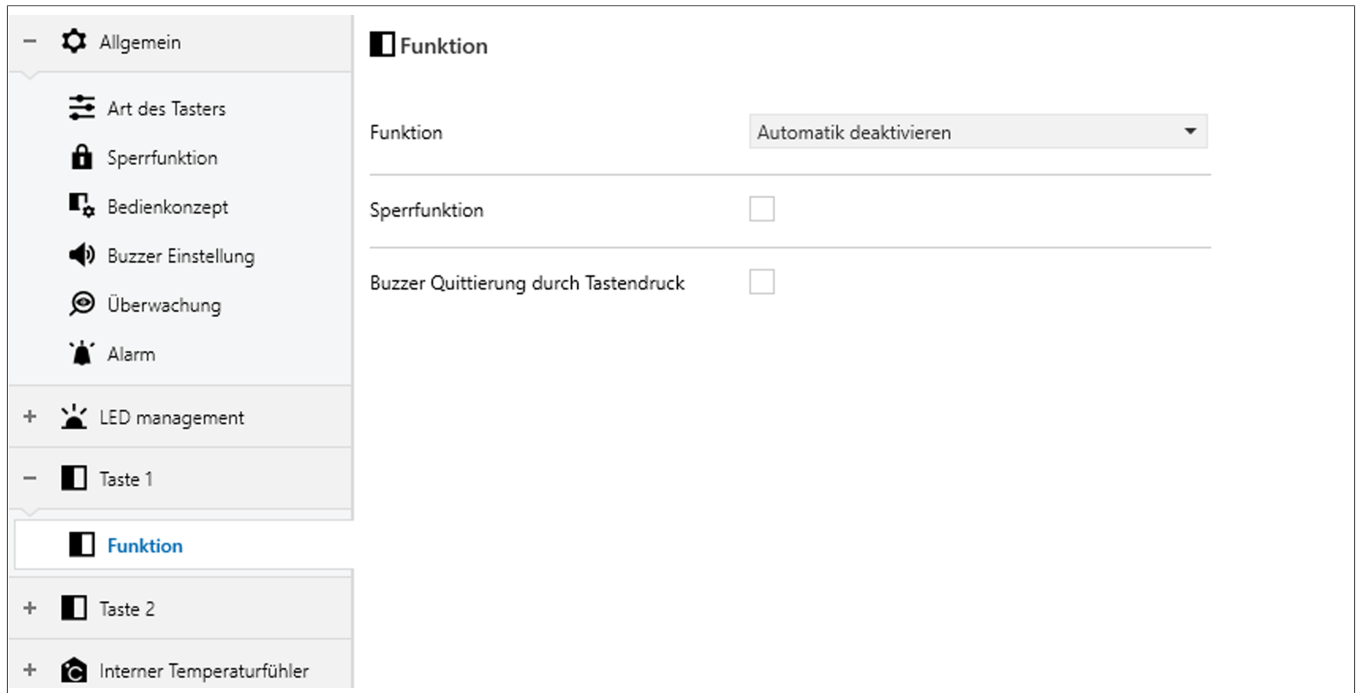 Allgemein
Art des Tasters
Sperrfunktion
Bedienkonzept
Buzzer Einstellung
Überwachung
Alarm
LED management
Taste 1
Funktion
Taste 2
Interner Temperaturfühler
Funktion
Funktion Automatik deaktivieren
Sperrfunktion
Buzzer Quittierung durch Tastendruck